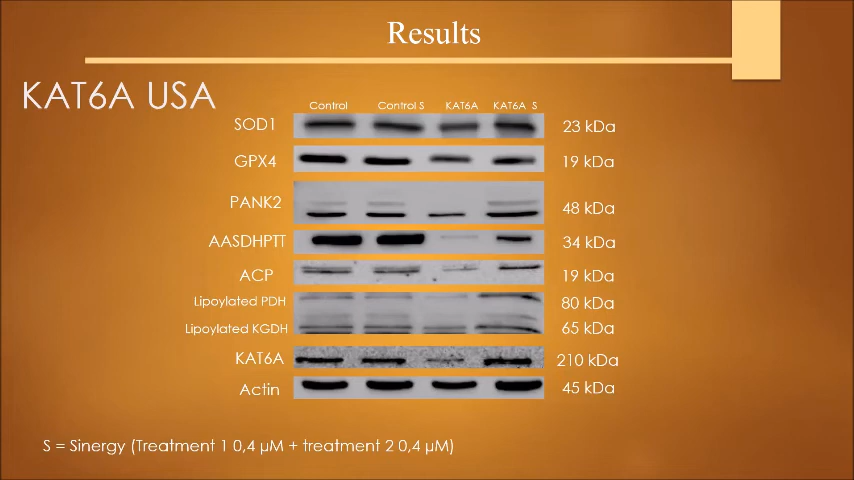 Results
KAT6A USA
Control Control S KAT6A KAT6A S
SOD1 23 kDa
GPX4 19 kDa
PANK2 48 kDa
AASDHPTT 34 kDa
ACP 19 kDa
Lipoylated PDH 80 kDa
Lipoylated KGDH 65 kDa
KAT6A 210 kDa
Actin 45 kDa
S = Sinergy (Treatment 1 0,4 µM + treatment 2 0,4 µM)